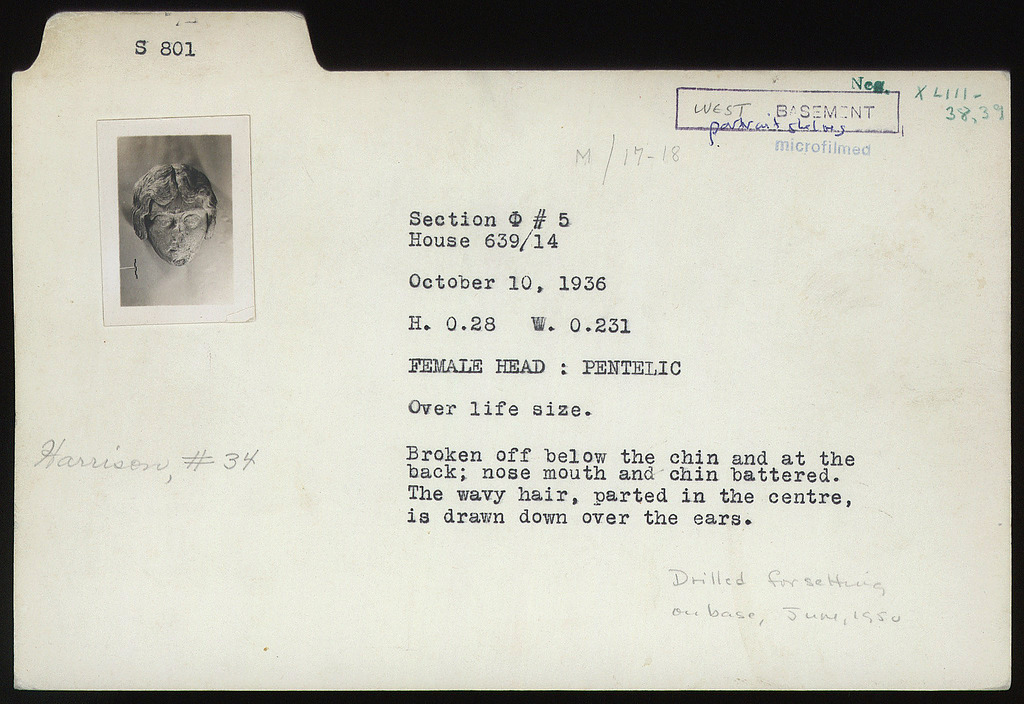 S 801
Neg. XLIII-
38,39
WEST BASEMENT
portrait shelves
microfilmed
M/17-18
Section Φ # 5
House 639/14
October 10, 1936
H. 0.28 W. 0.231
FEMALE HEAD : PENTELIC
Over life size.
Harrison, # 34
Broken off below the chin and at the
back; nose mouth and chin battered.
The wavy hair, parted in the centre,
is drawn down over the ears.
Drilled for setting
on base, June, 1950